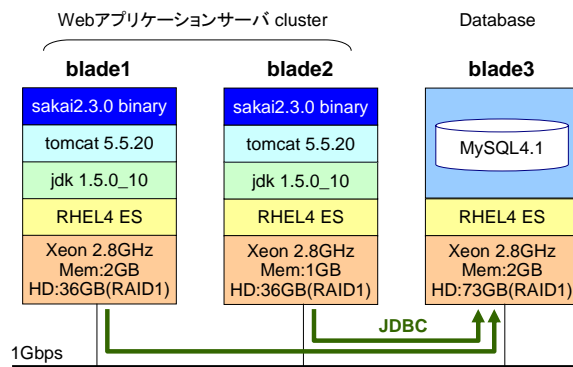 Webアプリケーションサーバ cluster
Database
blade1
blade2
blade3
sakai2.3.0 binary
tomcat 5.5.20
jdk 1.5.0_10
RHEL4 ES
Xeon 2.8GHz
Mem:2GB
HD:36GB(RAID1)
sakai2.3.0 binary
tomcat 5.5.20
jdk 1.5.0_10
RHEL4 ES
Xeon 2.8GHz
Mem:1GB
HD:36GB(RAID1)
MySQL4.1
RHEL4 ES
Xeon 2.8GHz
Mem:2GB
HD:73GB(RAID1)
JDBC
1Gbps